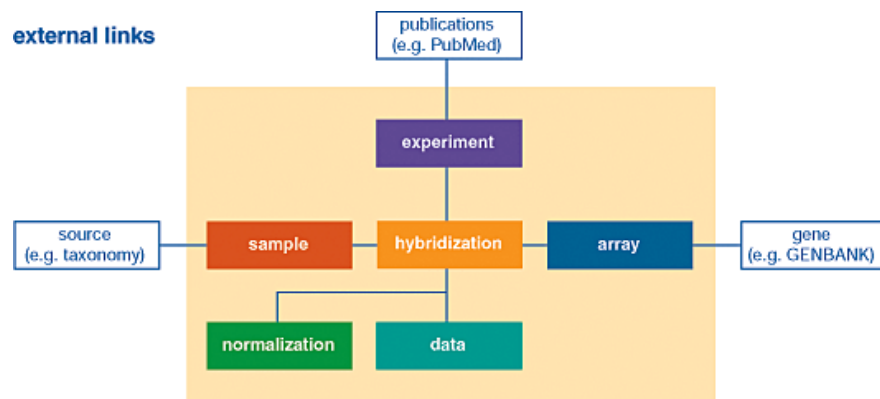 external links
publications
(e.g. PubMed)
experiment
source
(e.g. taxonomy)
sample
hybridization
array
gene
(e.g. GENBANK)
normalization
data